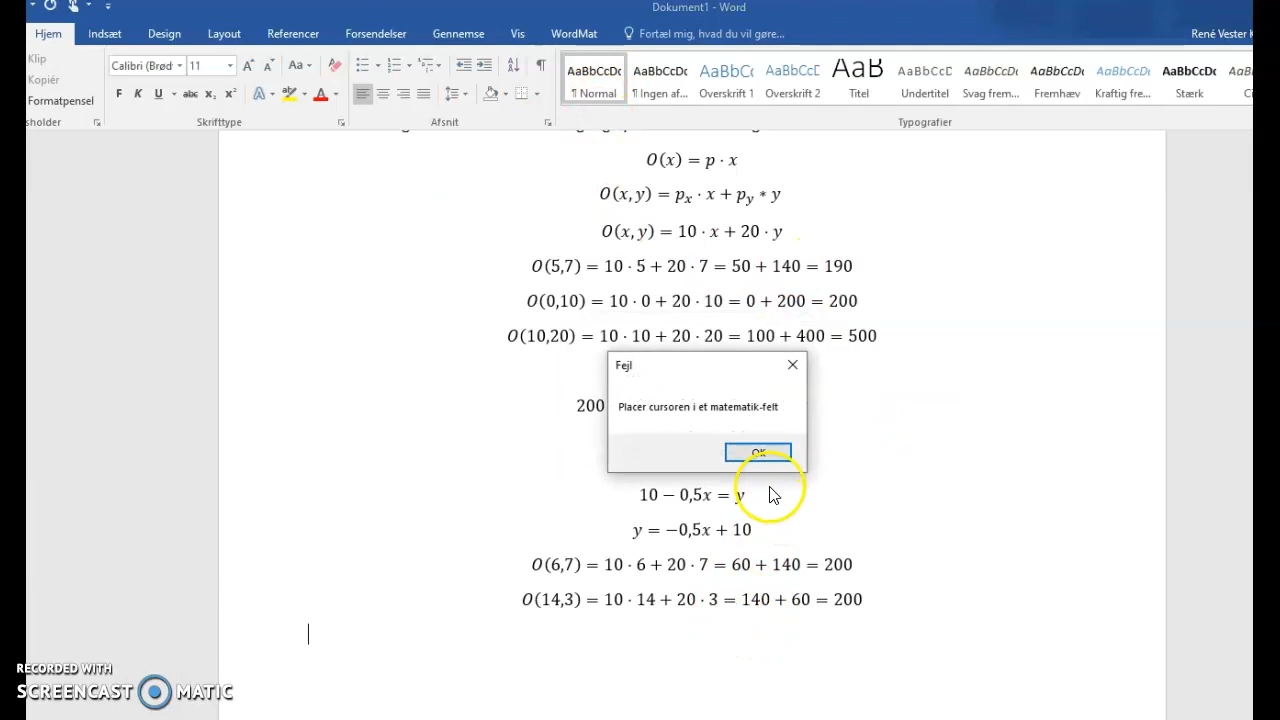 Dokument1 - Word
Hjem Indsæt Design Layout Referencer Forsendelser Gennemse Vis WordMat Fortæl mig, hvad du vil gøre... René Vester K
Klip
Kopiér
Formatpensel
sholder
Calibri (Brød 11
Aa
F K U abc x₂ x² A A
Skrifttype
Afsnit
AaBbCcDc AaBbCcDc AaBbCc AaBbCcC AaB AaBbCcD AaBbCcDc AaBbCcDc AaBbCcDc AaBbCcDc
¶ Normal ¶ Ingen af... Overskrift 1 Overskrift 2 Titel Undertitel Svag frem... Fremhæv Kraftig fre... Stærk
Typografier
O(x) = p · x
O(x, y) = pₓ · x + p_y * y
O(x, y) = 10 · x + 20 · y
O(5,7) = 10 · 5 + 20 · 7 = 50 + 140 = 190
O(0,10) = 10 · 0 + 20 · 10 = 0 + 200 = 200
O(10,20) = 10 · 10 + 20 · 20 = 100 + 400 = 500
200
Fejl
Placer cursoren i et matematik-felt
OK
10 − 0,5x = y
y = −0,5x + 10
O(6,7) = 10 · 6 + 20 · 7 = 60 + 140 = 200
O(14,3) = 10 · 14 + 20 · 3 = 140 + 60 = 200
RECORDED WITH
SCREENCAST MATIC